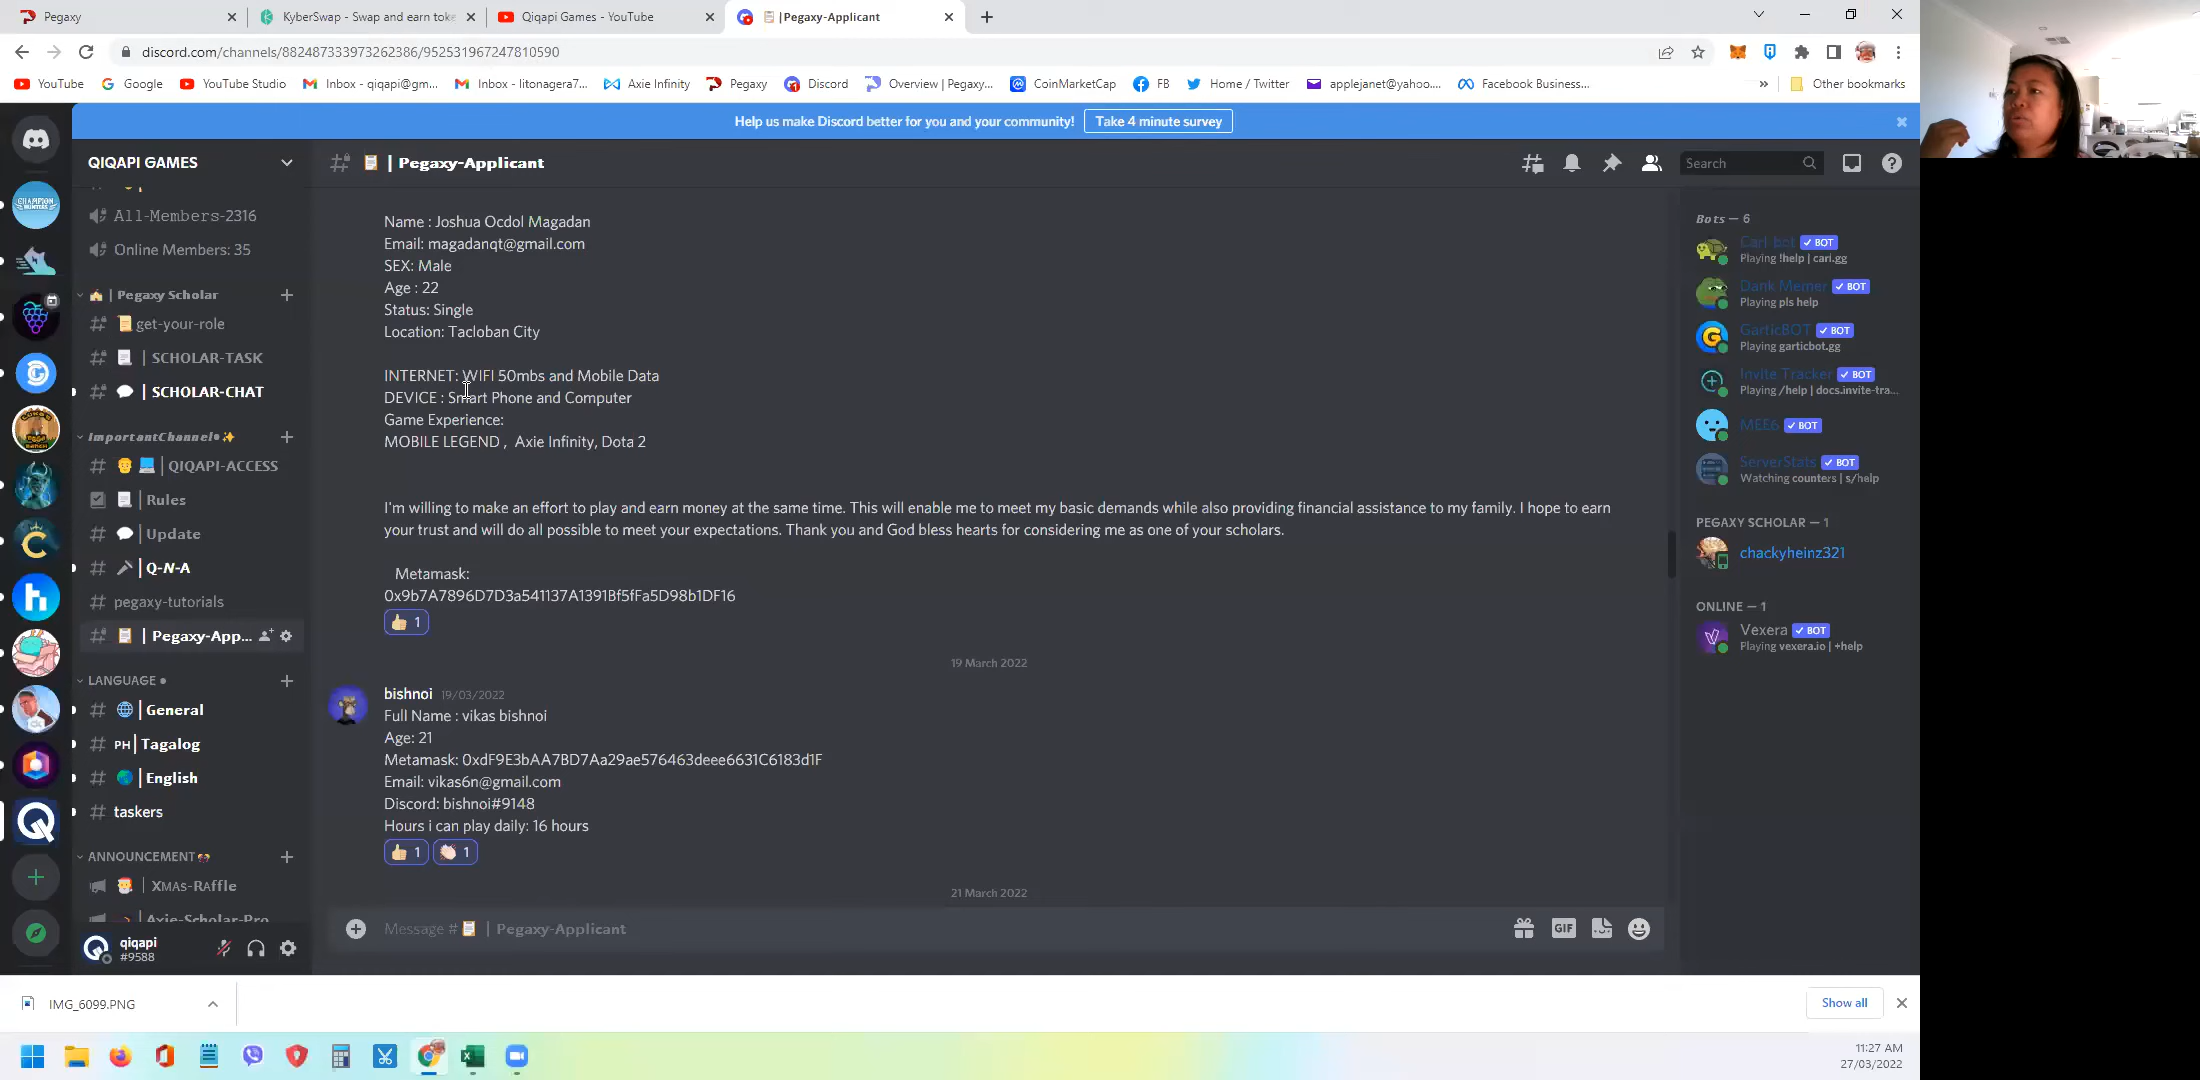 Pegaxy
KyberSwap - Swap and earn toke
Qiqapi Games - YouTube
| Pegaxy-Applicant
discord.com/channels/882487333973262386/952531967247810590
YouTube
Google
YouTube Studio
Inbox - qiqapi@gm...
Inbox - litonagera7...
Axie Infinity
Pegaxy
Discord
Overview | Pegaxy...
CoinMarketCap
FB
Home / Twitter
applejanet@yahoo....
Facebook Business...
»
Other bookmarks
Help us make Discord better for you and your community!
Take 4 minute survey
QIQAPI GAMES
All-Members-2316
Online Members: 35
| Pegaxy Scholar
get-your-role
| SCHOLAR-TASK
| SCHOLAR-CHAT
ImportantChannel
| QIQAPI-ACCESS
| Rules
| Update
| Q-N-A
pegaxy-tutorials
| Pegaxy-App...
LANGUAGE
| General
PH | Tagalog
| English
taskers
ANNOUNCEMENT
| XMAs-RAffle
| Axie-Scholar-Pro
qiqapi
#9588
| Pegaxy-Applicant
Search
Name : Joshua Ocdol Magadan
Email: magadanqt@gmail.com
SEX: Male
Age : 22
Status: Single
Location: Tacloban City
INTERNET: WIFI 50mbs and Mobile Data
DEVICE : Smart Phone and Computer
Game Experience:
MOBILE LEGEND , Axie Infinity, Dota 2
I'm willing to make an effort to play and earn money at the same time. This will enable me to meet my basic demands while also providing financial assistance to my family. I hope to earn
your trust and will do all possible to meet your expectations. Thank you and God bless hearts for considering me as one of your scholars.
Metamask:
0x9b7A7896D7D3a541137A1391Bf5fFa5D98b1DF16
1
19 March 2022
bishnoi 19/03/2022
Full Name : vikas bishnoi
Age: 21
Metamask: 0xdF9E3bAA7BD7Aa29ae576463deee6631C6183d1F
Email: vikas6n@gmail.com
Discord: bishnoi#9148
Hours i can play daily: 16 hours
1
1
21 March 2022
Message # | Pegaxy-Applicant
GIF
Bots — 6
Carl-bot BOT
Playing !help | carl.gg
Dank Memer BOT
Playing pls help
GarticBOT BOT
Playing garticbot.gg
Invite Tracker BOT
Playing /help | docs.invite-tra...
MEE6 BOT
ServerStats BOT
Watching counters | s/help
PEGAXY SCHOLAR — 1
chackyheinz321
ONLINE — 1
Vexera BOT
Playing vexera.io | +help
IMG_6099.PNG
Show all
11:27 AM
27/03/2022